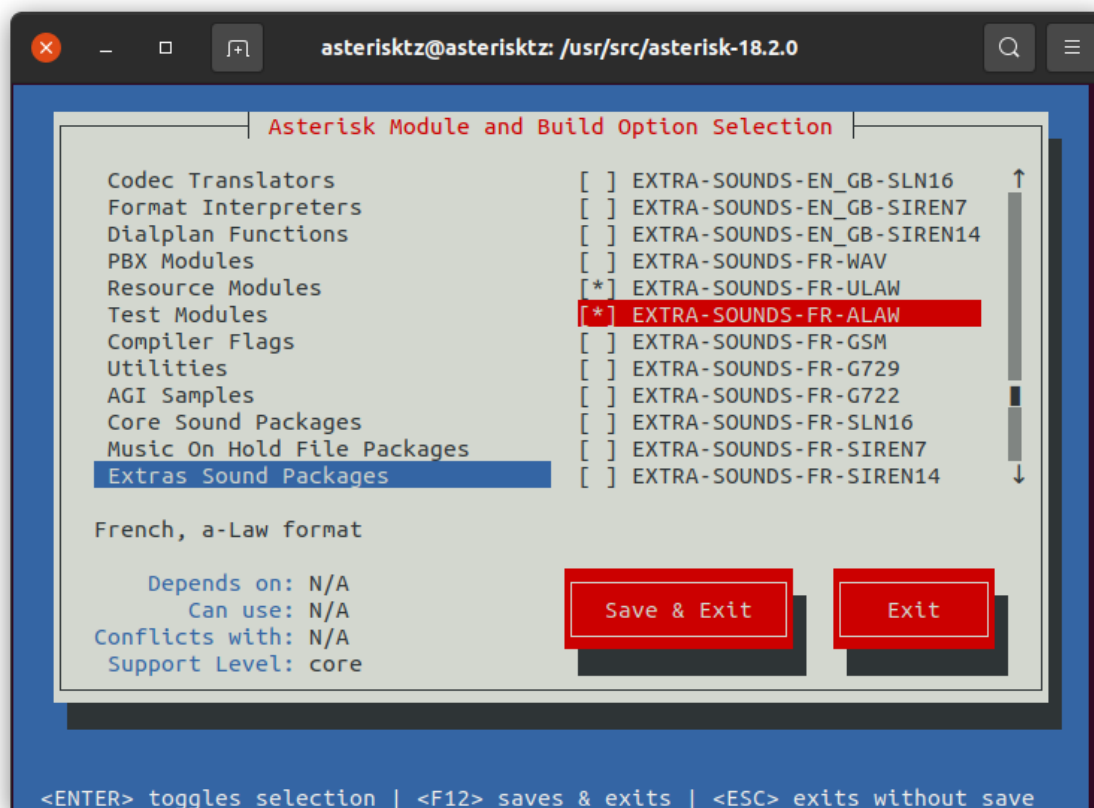 asterisktz@asterisktz: /usr/src/asterisk-18.2.0
Asterisk Module and Build Option Selection
Codec Translators [ ] EXTRA-SOUNDS-EN_GB-SLN16
Format Interpreters [ ] EXTRA-SOUNDS-EN_GB-SIREN7
Dialplan Functions [ ] EXTRA-SOUNDS-EN_GB-SIREN14
PBX Modules [ ] EXTRA-SOUNDS-FR-WAV
Resource Modules [*] EXTRA-SOUNDS-FR-ULAW
Test Modules [*] EXTRA-SOUNDS-FR-ALAW
Compiler Flags [ ] EXTRA-SOUNDS-FR-GSM
Utilities [ ] EXTRA-SOUNDS-FR-G729
AGI Samples [ ] EXTRA-SOUNDS-FR-G722
Core Sound Packages [ ] EXTRA-SOUNDS-FR-SLN16
Music On Hold File Packages [ ] EXTRA-SOUNDS-FR-SIREN7
Extras Sound Packages [ ] EXTRA-SOUNDS-FR-SIREN14
French, a-Law format
Depends on: N/A
Can use: N/A
Conflicts with: N/A
Support Level: core
Save & Exit Exit
<ENTER> toggles selection | <F12> saves & exits | <ESC> exits without save